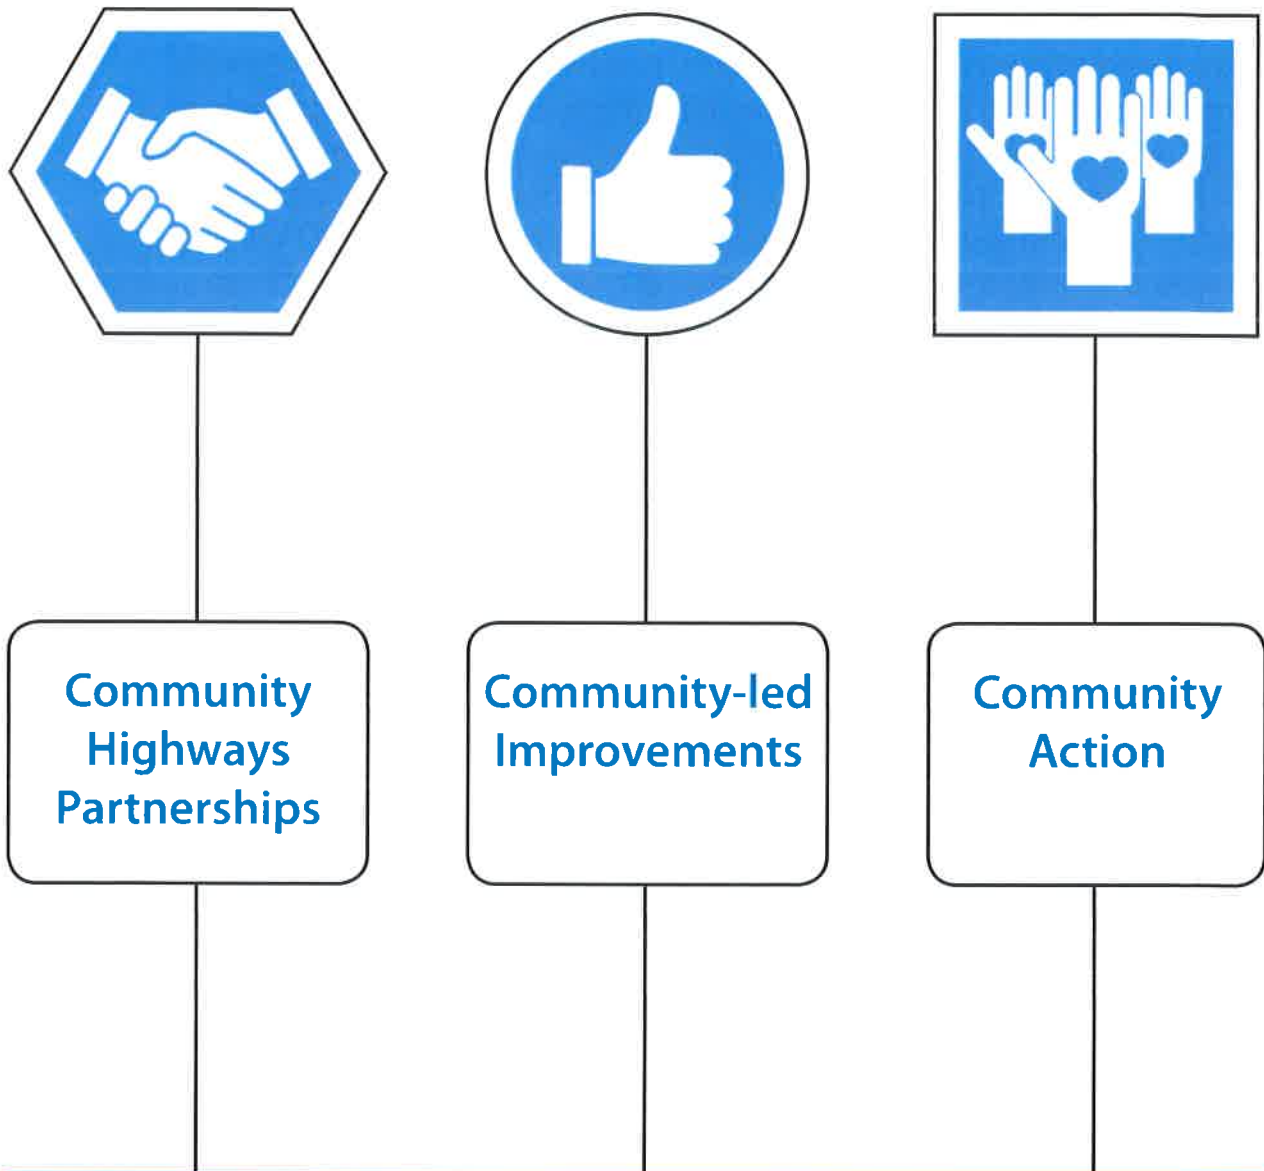 Community
Highways
Partnerships
Community-led
Improvements
Community
Action